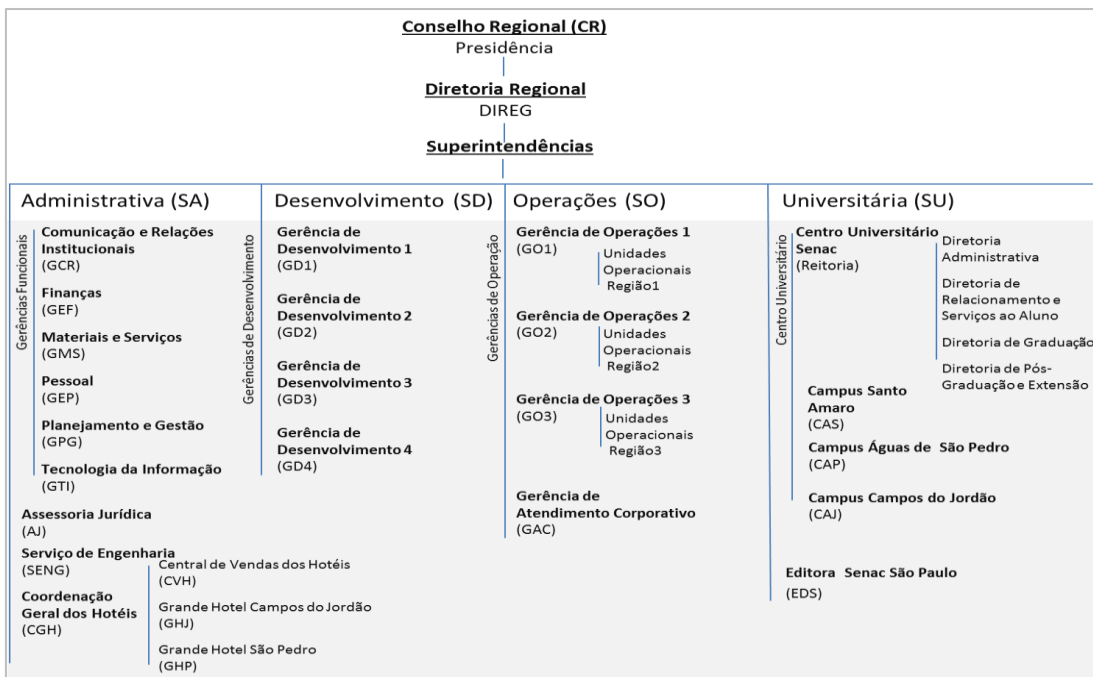 Conselho Regional (CR)
Presidência
Diretoria Regional
DIREG
Superintendências
Administrativa (SA)
Gerências Funcionais
Comunicação e Relações
Institucionais
(GCR)
Finanças
(GEF)
Materiais e Serviços
(GMS)
Pessoal
(GEP)
Planejamento e Gestão
(GPG)
Tecnologia da Informação
(GTI)
Assessoria Jurídica
(AJ)
Serviço de Engenharia
(SENG)
Coordenação
Geral dos Hotéis
(CGH)
Central de Vendas dos Hotéis
(CVH)
Grande Hotel Campos do Jordão
(GHJ)
Grande Hotel São Pedro
(GHP)
Desenvolvimento (SD)
Gerências de Desenvolvimento
Gerência de
Desenvolvimento 1
(GD1)
Gerência de
Desenvolvimento 2
(GD2)
Gerência de
Desenvolvimento 3
(GD3)
Gerência de
Desenvolvimento 4
(GD4)
Operações (SO)
Gerências de Operação
Gerência de Operações 1
(GO1)
Unidades
Operacionais
Região1
Gerência de Operações 2
(GO2)
Unidades
Operacionais
Região2
Gerência de Operações 3
(GO3)
Unidades
Operacionais
Região3
Gerência de
Atendimento Corporativo
(GAC)
Universitária (SU)
Centro Universitário
Centro Universitário
Senac
(Reitoria)
Diretoria
Administrativa
Diretoria de
Relacionamento e
Serviços ao Aluno
Diretoria de Graduação
Diretoria de Pós-
Graduação e Extensão
Campus Santo
Amaro
(CAS)
Campus Águas de São Pedro
(CAP)
Campus Campos do Jordão
(CAJ)
Editora Senac São Paulo
(EDS)